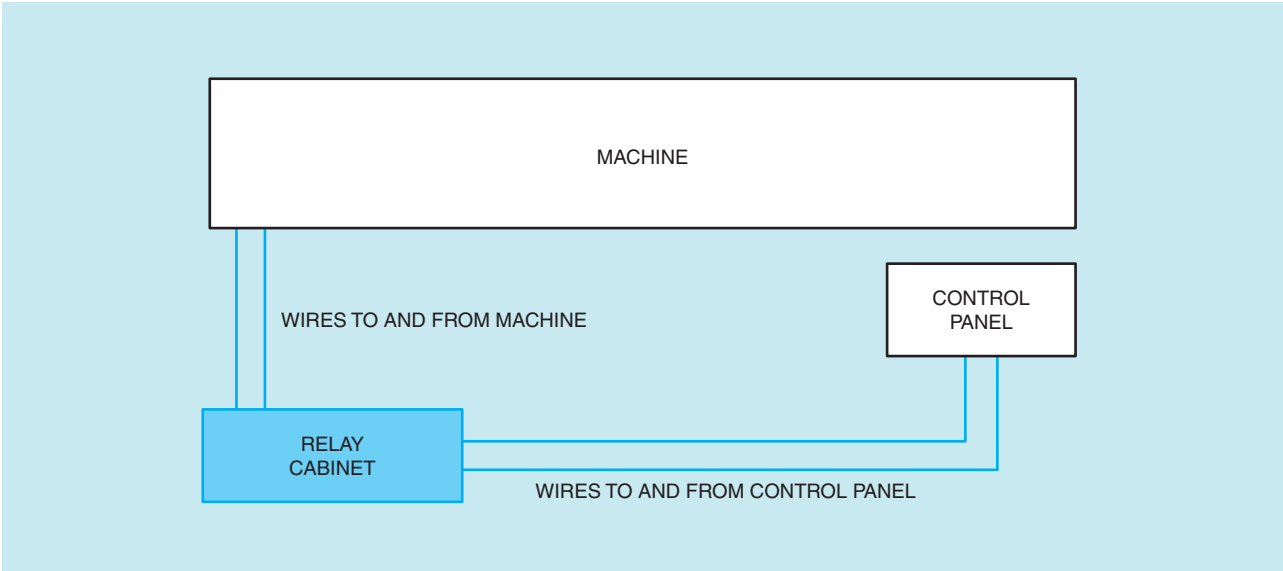 MACHINE
CONTROL
PANEL
WIRES TO AND FROM MACHINE
RELAY
CABINET
WIRES TO AND FROM CONTROL PANEL